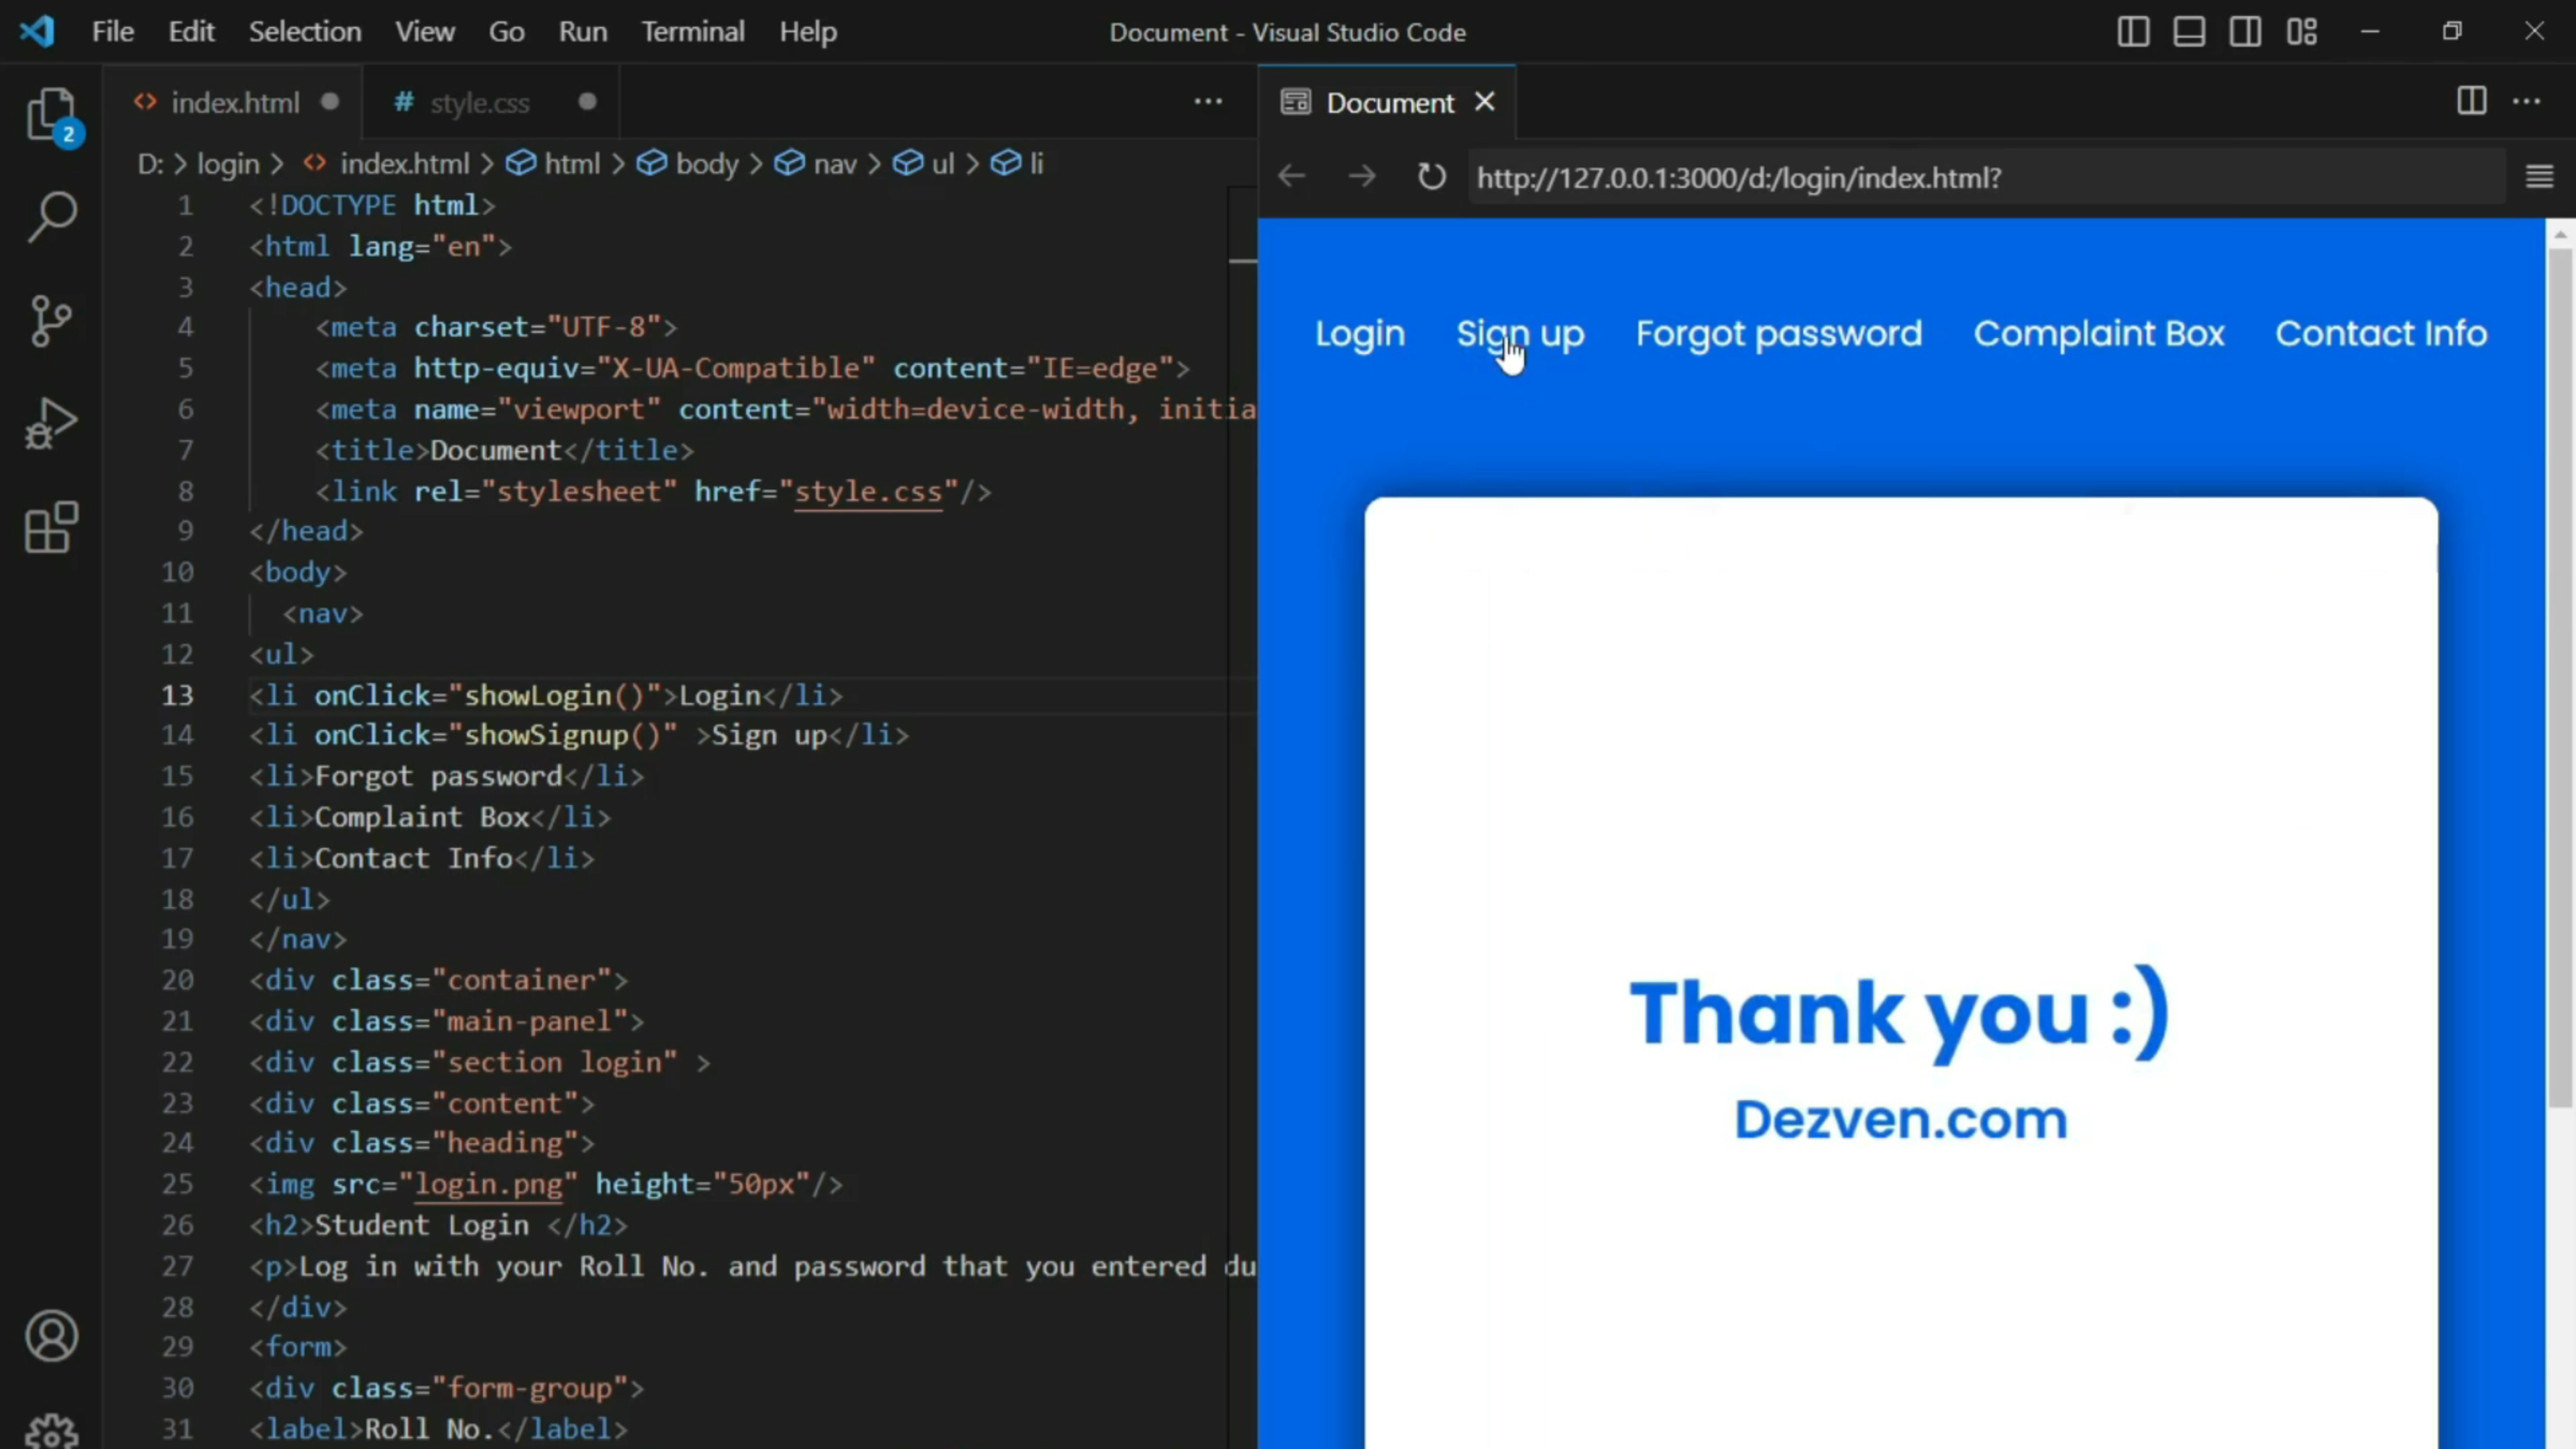 File Edit Selection View Go Run Terminal Help
Document - Visual Studio Code
2
index.html
# style.css
D: > login > index.html > html > body > nav > ul > li
1 <!DOCTYPE html>
2 <html lang="en">
3 <head>
4 <meta charset="UTF-8">
5 <meta http-equiv="X-UA-Compatible" content="IE=edge">
6 <meta name="viewport" content="width=device-width, initia
7 <title>Document</title>
8 <link rel="stylesheet" href="style.css"/>
9 </head>
10 <body>
11 <nav>
12 <ul>
13 <li onClick="showLogin()">Login</li>
14 <li onClick="showSignup()" >Sign up</li>
15 <li>Forgot password</li>
16 <li>Complaint Box</li>
17 <li>Contact Info</li>
18 </ul>
19 </nav>
20 <div class="container">
21 <div class="main-panel">
22 <div class="section login" >
23 <div class="content">
24 <div class="heading">
25 <img src="login.png" height="50px"/>
26 <h2>Student Login </h2>
27 <p>Log in with your Roll No. and password that you entered du
28 </div>
29 <form>
30 <div class="form-group">
31 <label>Roll No.</label>
Document
http://127.0.0.1:3000/d:/login/index.html?
Login Sign up Forgot password Complaint Box Contact Info
Thank you :)
Dezven.com